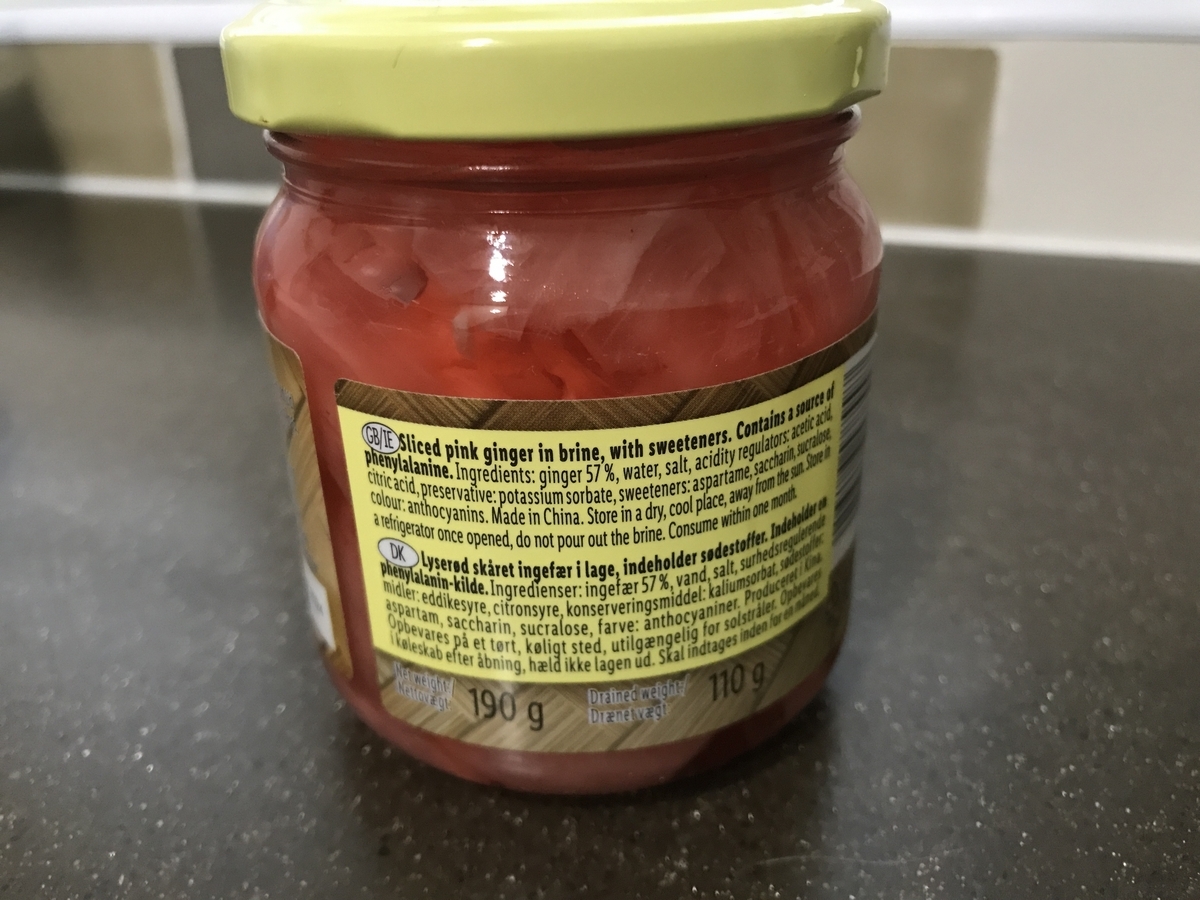 GB/IE Sliced pink ginger in brine, with sweeteners. Contains a source of
phenylalanine. Ingredients: ginger 57 %, water, salt, acidity regulators: acetic acid,
citric acid, preservative: potassium sorbate, sweeteners: aspartame, saccharin, sucralose,
colour: anthocyanins. Made in China. Store in a dry, cool place, away from the sun. Store in
a refrigerator once opened, do not pour out the brine. Consume within one month.
DK Lyserød skåret ingefær i lage, indeholder sødestoffer. Indeholder en
phenylalanin-kilde. Ingredienser: ingefær 57 %, vand, salt, surhedsregulerende
midler: eddikesyre, citronsyre, konserveringsmiddel: kaliumsorbat, sødestoffer:
aspartam, saccharin, sucralose, farve: anthocyaniner. Produceret i Kina.
Opbevares på et tørt, køligt sted, utilgængelig for solstråler. Opbevares
i køleskab efter åbning, hæld ikke lagen ud. Skal indtages inden for en måned.
Net weight/
Nettovægt
190 g
Drained weight/
Drænet vægt
110 g